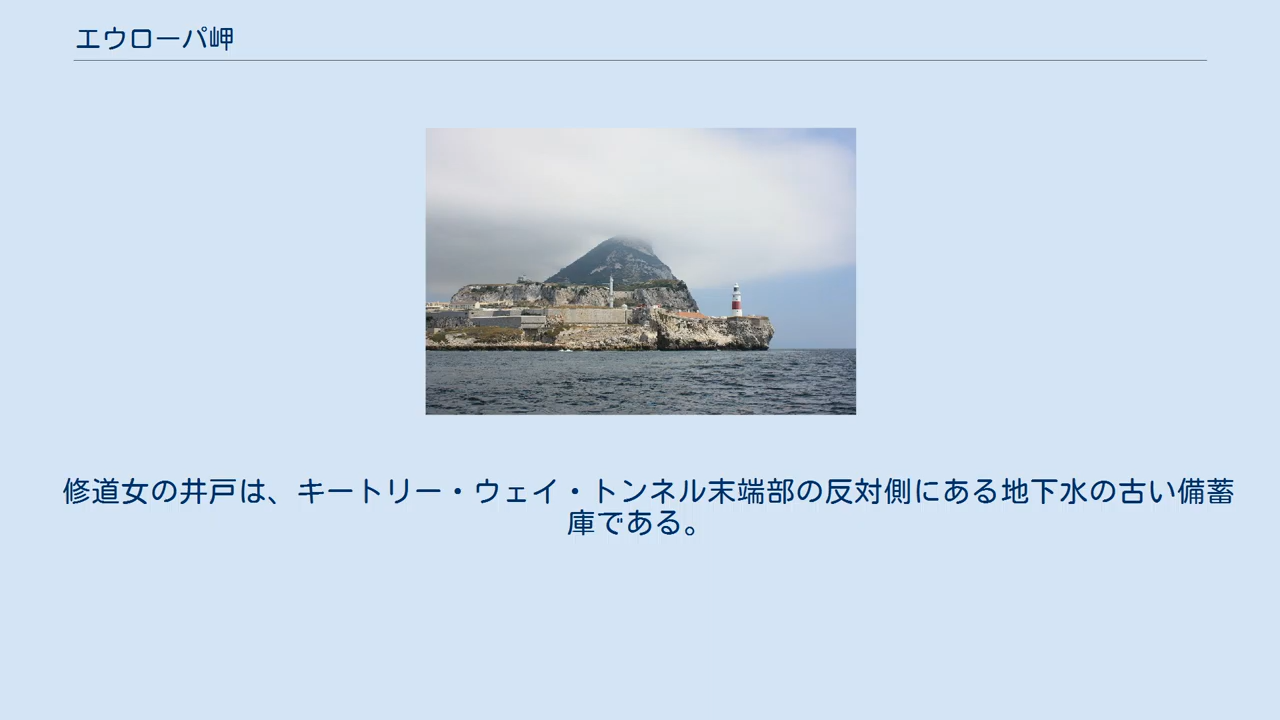 エウローパ岬
修道女の井戸は、キートリー・ウェイ・トンネル末端部の反対側にある地下水の古い備蓄
庫である。